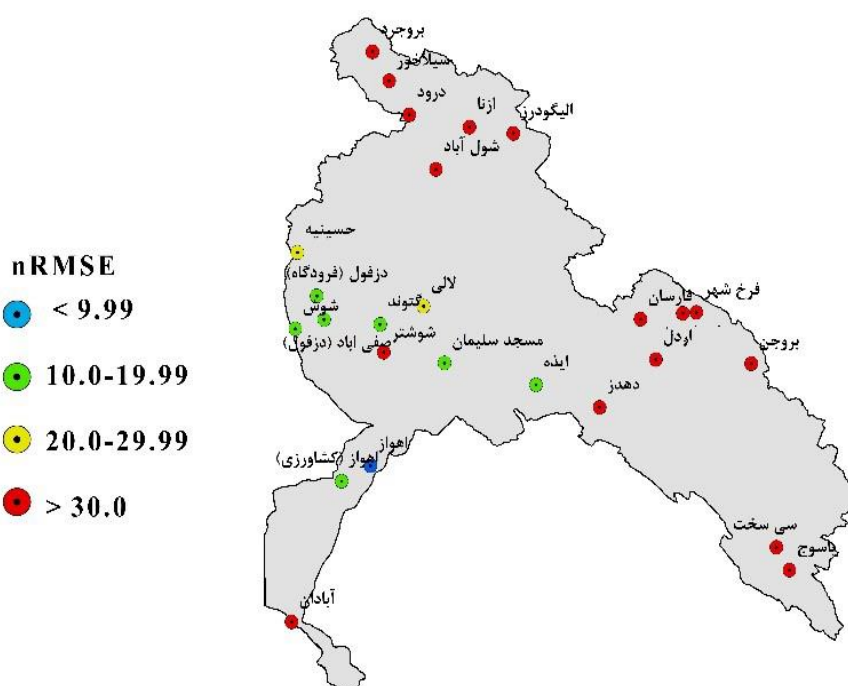 بروجرد
سیلاخور
درود
ازنا
الیگودرز
شول آباد
حسینیه
nRMSE
< 9.99
10.0-19.99
20.0-29.99
> 30.0
دزفول (فرودگاه)
لالی
گتوند
شوش
شوشتر
صفی اباد (دزفول)
مسجد سلیمان
ایذه
فارسان
فرخ شهر
اردل
بروجن
دهدز
اهواز
اهواز (کشاورزی)
سی سخت
یاسوج
آبادان